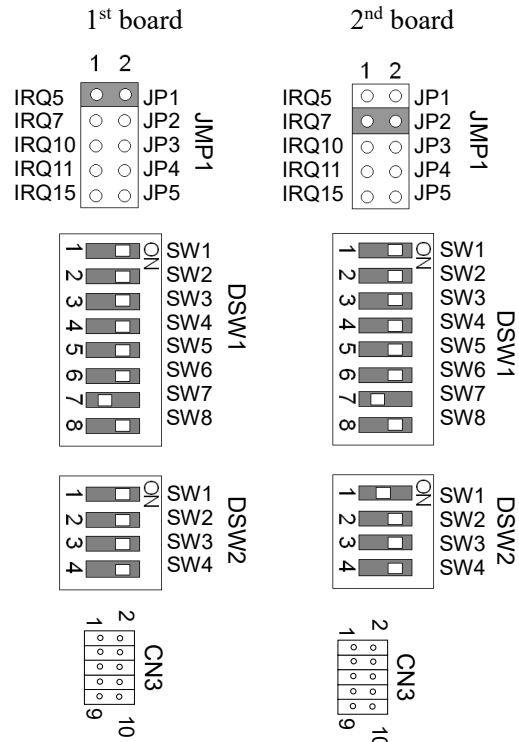 1st board
1 2
IRQ5 JP1
IRQ7 JP2
IRQ10 JP3
IRQ11 JP4
IRQ15 JP5
JMP1
1 ON SW1
2 SW2
3 SW3
4 SW4
5 SW5
6 SW6
7 SW7
8 SW8
DSW1
1 ON SW1
2 SW2
3 SW3
4 SW4
DSW2
1 2
CN3
9 10
2nd board
1 2
IRQ5 JP1
IRQ7 JP2
IRQ10 JP3
IRQ11 JP4
IRQ15 JP5
JMP1
1 ON SW1
2 SW2
3 SW3
4 SW4
5 SW5
6 SW6
7 SW7
8 SW8
DSW1
1 ON SW1
2 SW2
3 SW3
4 SW4
DSW2
1 2
CN3
9 10